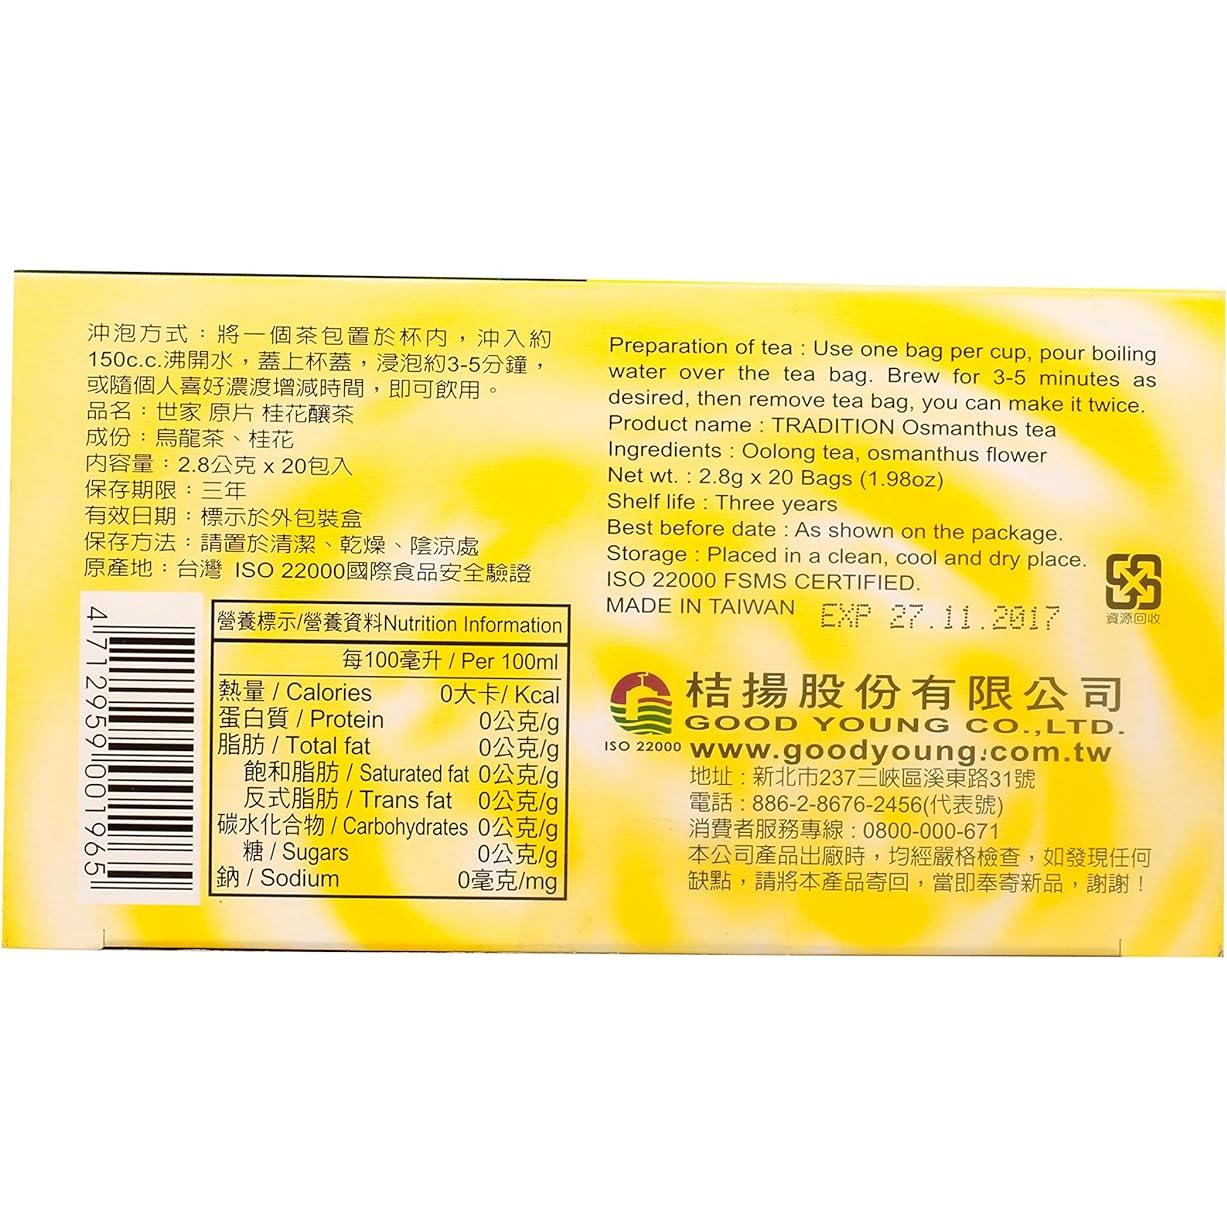 沖泡方式：將一個茶包置於杯內，沖入約
150c.c.沸開水，蓋上杯蓋，浸泡約3-5分鐘，
或隨個人喜好濃渡增減時間，即可飲用。
品名：世家 原片 桂花釀茶
成份：烏龍茶、桂花
內容量：2.8公克 x 20包入
保存期限：三年
有效日期：標示於外包裝盒
保存方法：請置於清潔、乾燥、陰涼處
原產地：台灣 ISO 22000國際食品安全驗證
4 712959 001965
營養標示/營養資料Nutrition Information
每100毫升 / Per 100ml
熱量 / Calories 0大卡/ Kcal
蛋白質 / Protein 0公克/g
脂肪 / Total fat 0公克/g
飽和脂肪 / Saturated fat 0公克/g
反式脂肪 / Trans fat 0公克/g
碳水化合物 / Carbohydrates 0公克/g
糖 / Sugars 0公克/g
鈉 / Sodium 0毫克/mg
Preparation of tea : Use one bag per cup, pour boiling
water over the tea bag. Brew for 3-5 minutes as
desired, then remove tea bag, you can make it twice.
Product name : TRADITION Osmanthus tea
Ingredients : Oolong tea, osmanthus flower
Net wt. : 2.8g x 20 Bags (1.98oz)
Shelf life : Three years
Best before date : As shown on the package.
Storage : Placed in a clean, cool and dry place.
ISO 22000 FSMS CERTIFIED.
MADE IN TAIWAN EXP 27.11.2017
資源回收
桔揚股份有限公司
GOOD YOUNG CO.,LTD.
ISO 22000 www.goodyoung.com.tw
地址：新北市237三峽區溪東路31號
電話：886-2-8676-2456(代表號)
消費者服務專線：0800-000-671
本公司產品出廠時，均經嚴格檢查，如發現任何
缺點，請將本產品寄回，當即奉寄新品，謝謝！